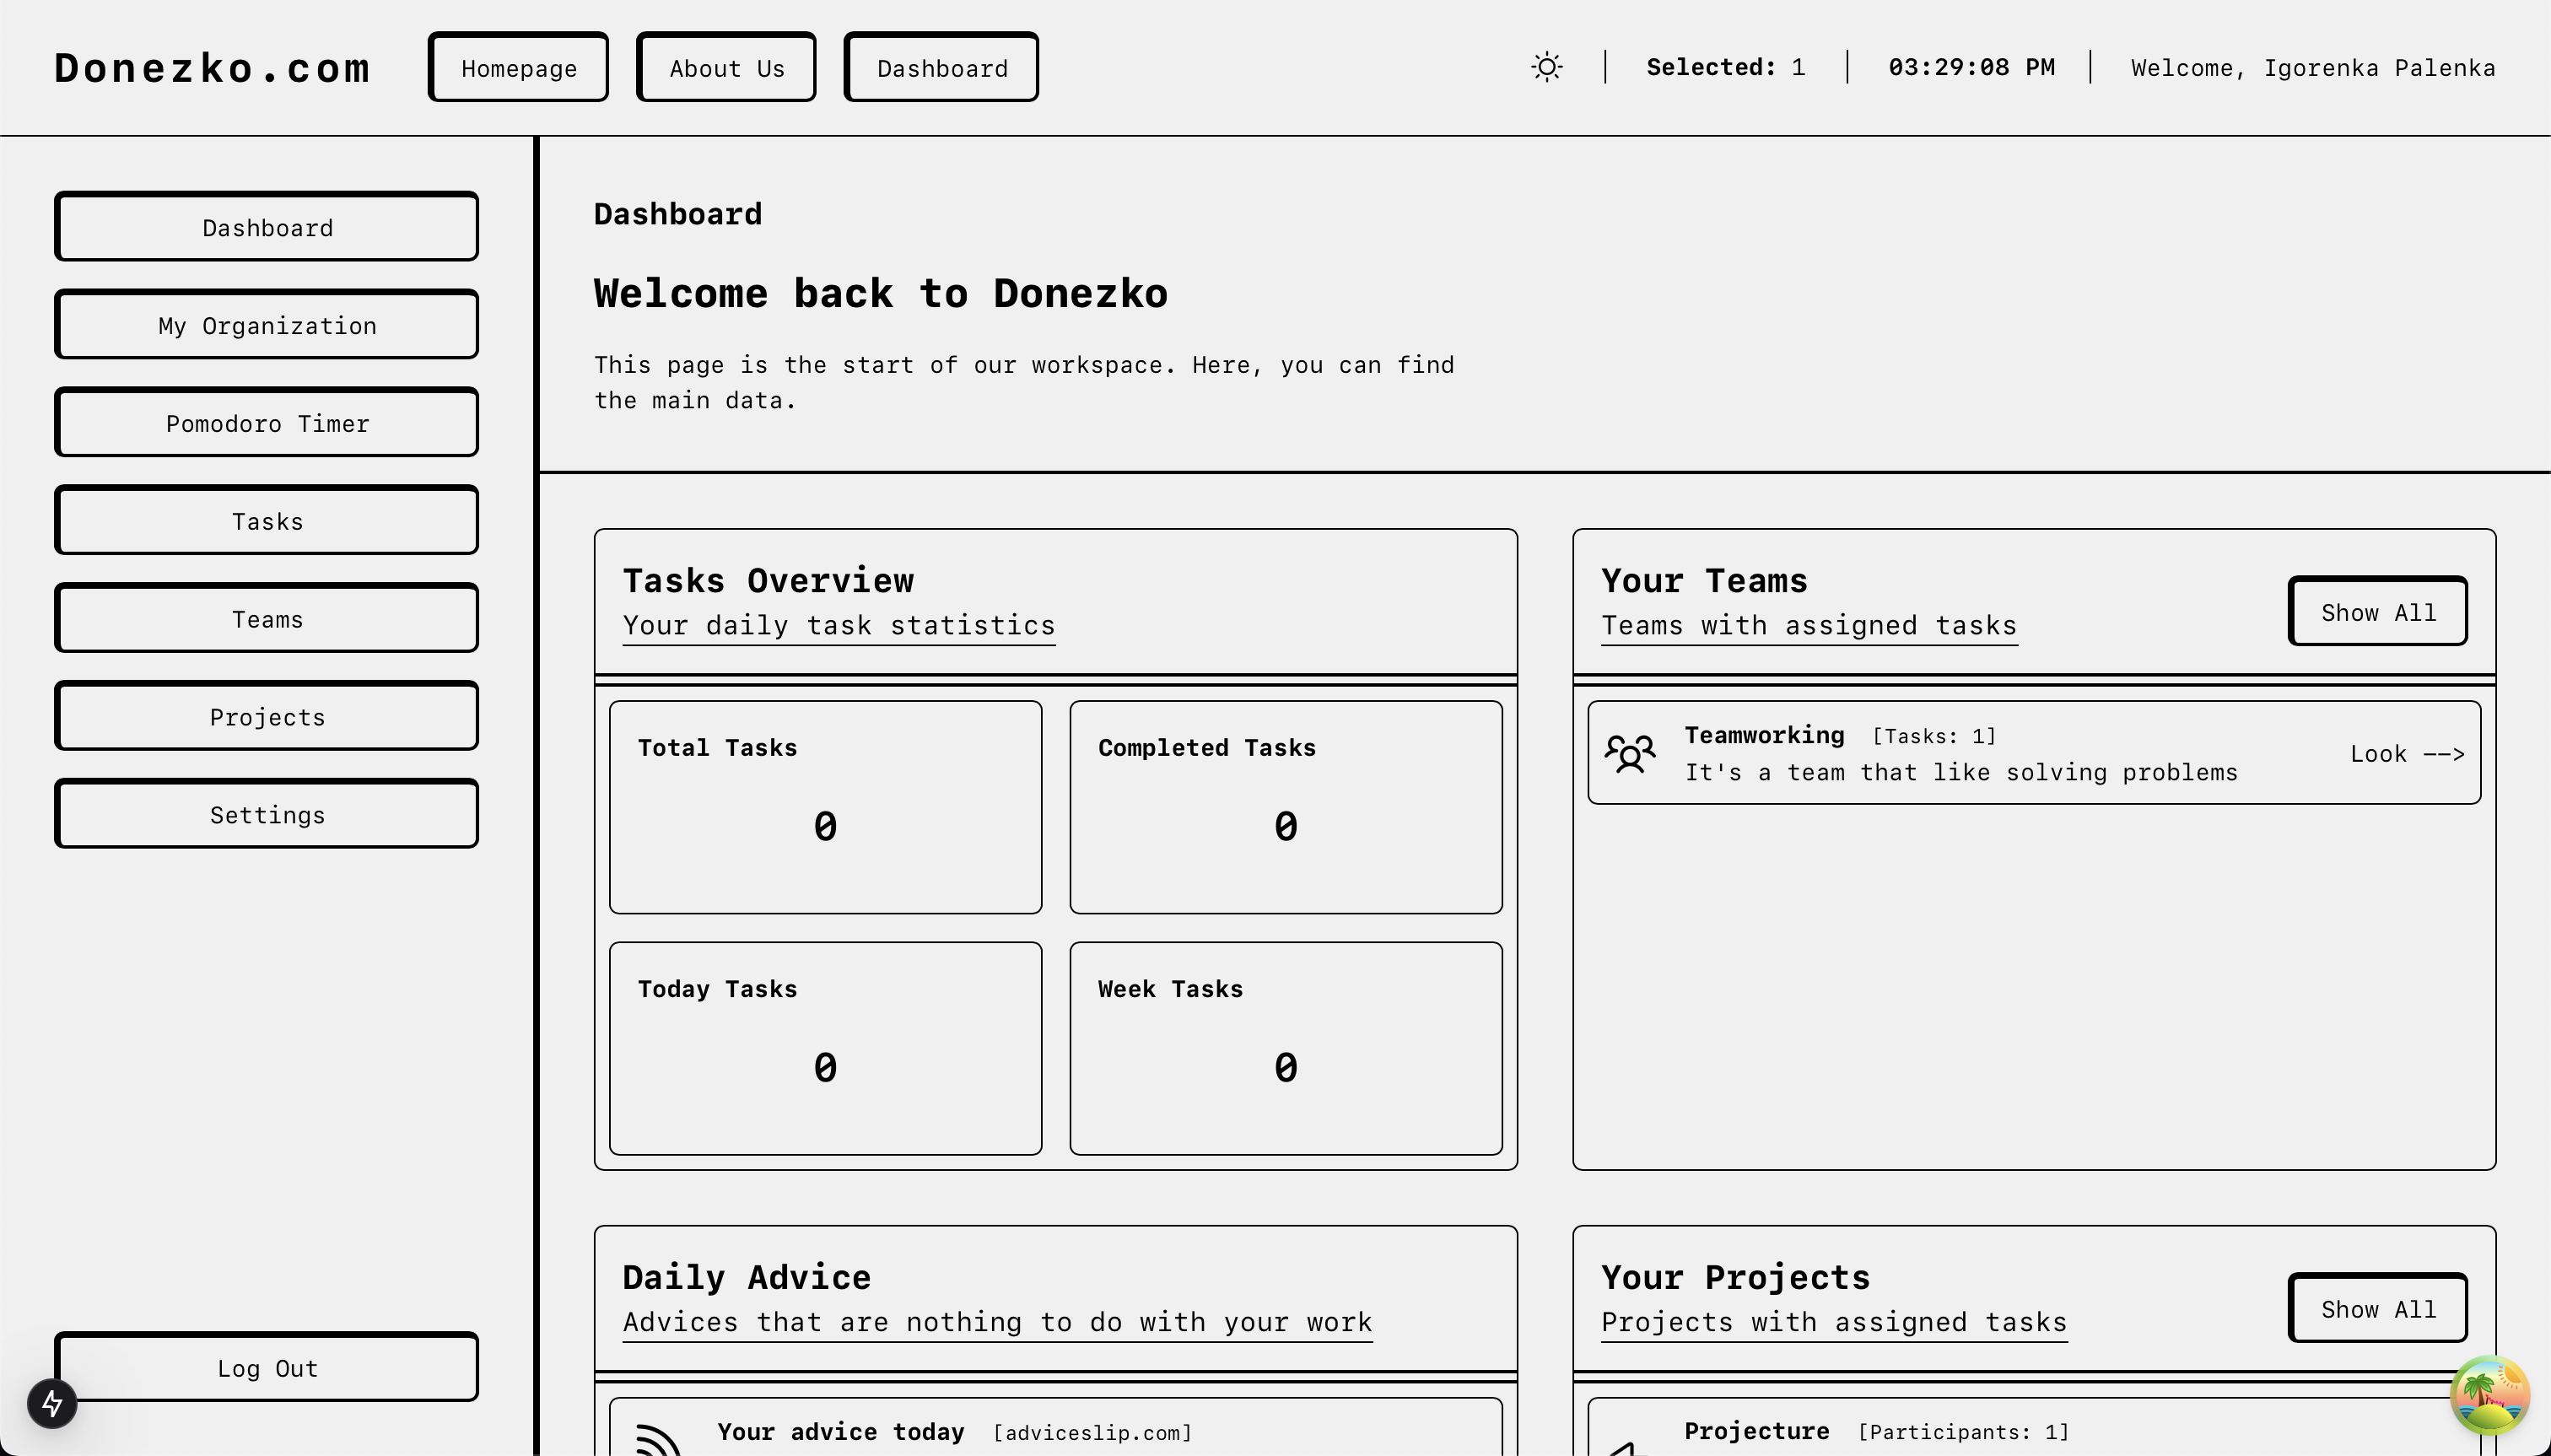 Donezko.com
Homepage
About Us
Dashboard
Selected: 1
03:29:08 PM
Welcome, Igorenka Palenka
Dashboard
My Organization
Pomodoro Timer
Tasks
Teams
Projects
Settings
Log Out
Dashboard
Welcome back to Donezko
This page is the start of our workspace. Here, you can find
the main data.
Tasks Overview
Your daily task statistics
Total Tasks
0
Completed Tasks
0
Today Tasks
0
Week Tasks
0
Your Teams
Teams with assigned tasks
Show All
Teamworking [Tasks: 1]
It's a team that like solving problems
Look -->
Daily Advice
Advices that are nothing to do with your work
Your advice today [adviceslip.com]
Your Projects
Projects with assigned tasks
Show All
Projecture [Participants: 1]